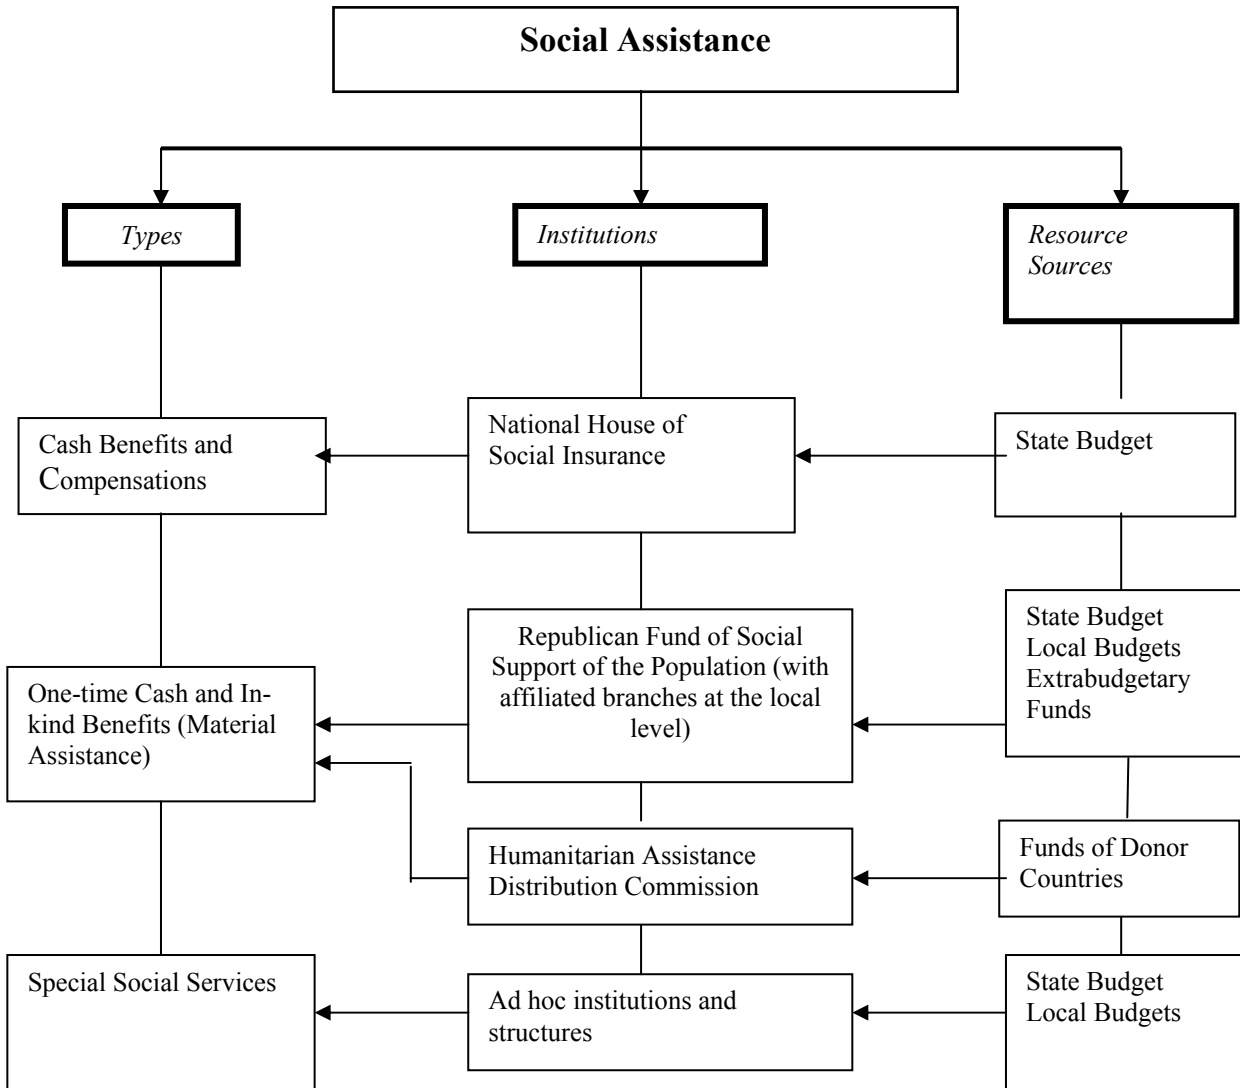 Social Assistance
Types
Institutions
Resource
Sources
Cash Benefits and
Compensations
National House of
Social Insurance
State Budget
One-time Cash and In-
kind Benefits (Material
Assistance)
Republican Fund of Social
Support of the Population (with
affiliated branches at the local
level)
State Budget
Local Budgets
Extrabudgetary
Funds
Humanitarian Assistance
Distribution Commission
Funds of Donor
Countries
Special Social Services
Ad hoc institutions and
structures
State Budget
Local Budgets